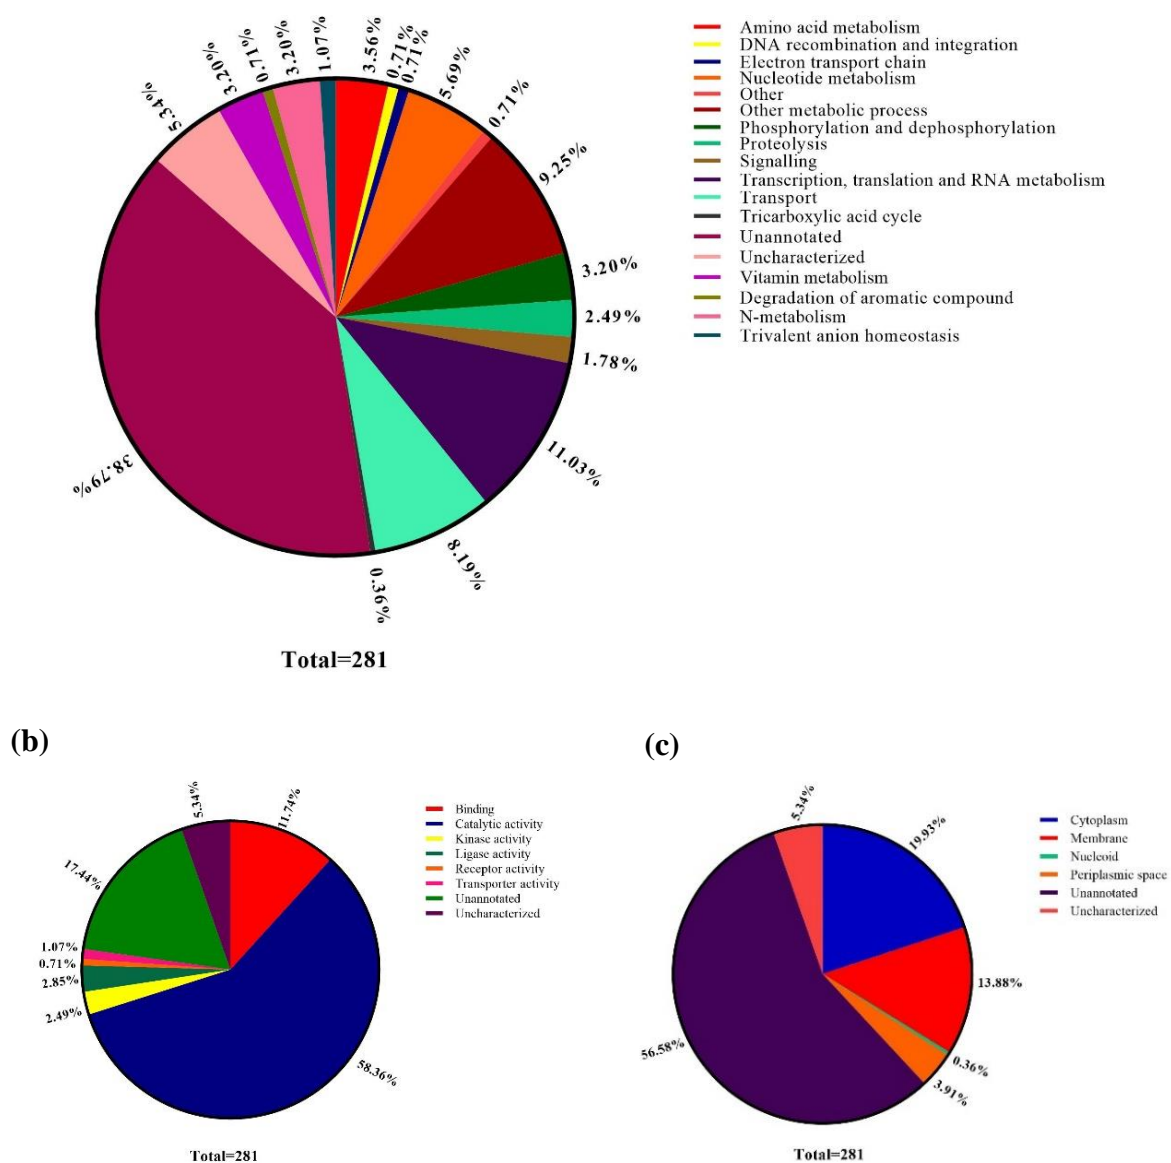 3.56%
0.71%
0.71%
5.69%
0.71%
9.25%
3.20%
2.49%
1.78%
11.03%
8.19%
0.36%
38.79%
5.34%
3.20%
0.71%
3.20%
1.07%
Amino acid metabolism
DNA recombination and integration
Electron transport chain
Nucleotide metabolism
Other
Other metabolic process
Phosphorylation and dephosphorylation
Proteolysis
Signalling
Transcription, translation and RNA metabolism
Transport
Tricarboxylic acid cycle
Unannotated
Uncharacterized
Vitamin metabolism
Degradation of aromatic compound
N-metabolism
Trivalent anion homeostasis
Total=281
(b)
11.74%
58.36%
2.49%
2.85%
0.71%
1.07%
17.44%
5.34%
Binding
Catalytic activity
Kinase activity
Ligase activity
Receptor activity
Transporter activity
Unannotated
Uncharacterized
Total=281
(c)
19.93%
13.88%
0.36%
3.91%
56.58%
5.34%
Cytoplasm
Membrane
Nucleoid
Periplasmic space
Unannotated
Uncharacterized
Total=281